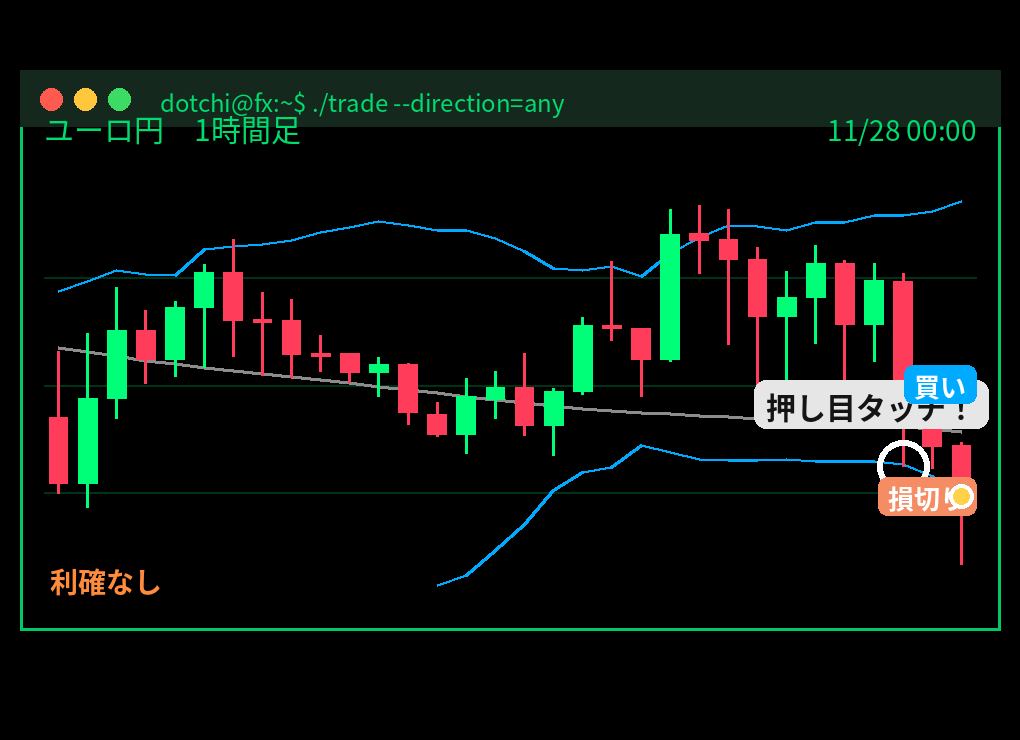 dotchi@fx:~$ ./trade --direction=any
ユーロ円　1時間足
11/28 00:00
買い
押し目タッチ！
損切り
利確なし